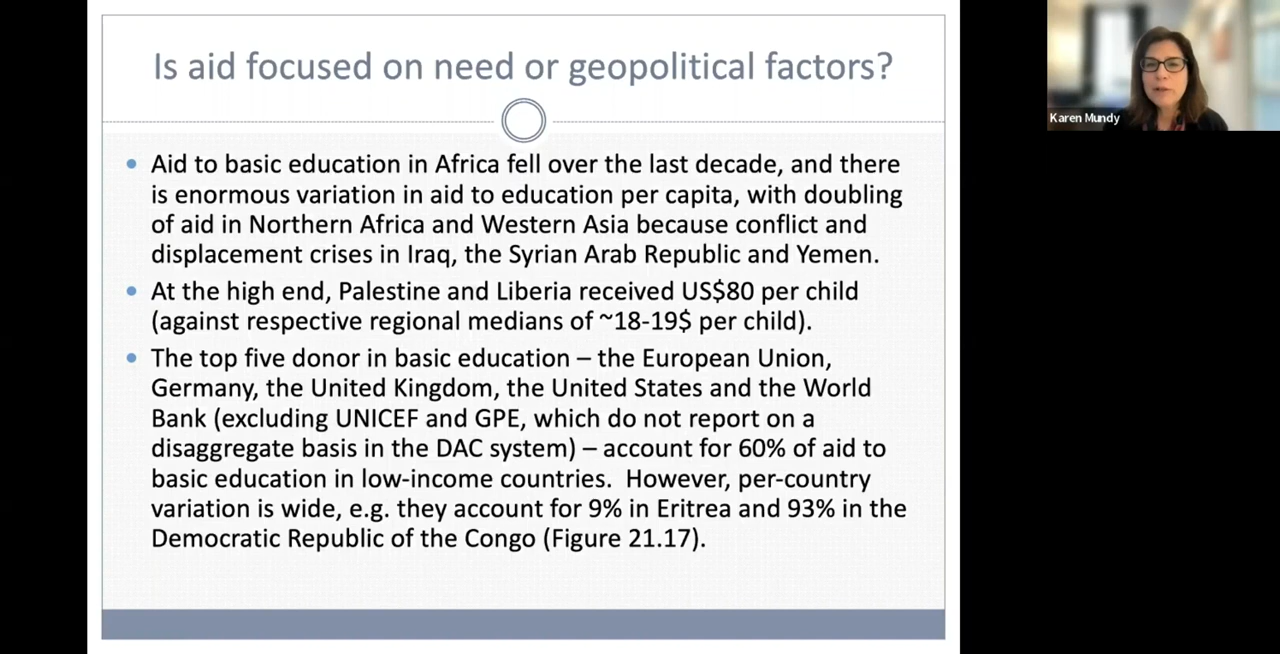 Is aid focused on need or geopolitical factors?
Karen Mundy
• Aid to basic education in Africa fell over the last decade, and there
is enormous variation in aid to education per capita, with doubling
of aid in Northern Africa and Western Asia because conflict and
displacement crises in Iraq, the Syrian Arab Republic and Yemen.
• At the high end, Palestine and Liberia received US$80 per child
(against respective regional medians of ~18-19$ per child).
• The top five donor in basic education – the European Union,
Germany, the United Kingdom, the United States and the World
Bank (excluding UNICEF and GPE, which do not report on a
disaggregate basis in the DAC system) – account for 60% of aid to
basic education in low-income countries.  However, per-country
variation is wide, e.g. they account for 9% in Eritrea and 93% in the
Democratic Republic of the Congo (Figure 21.17).